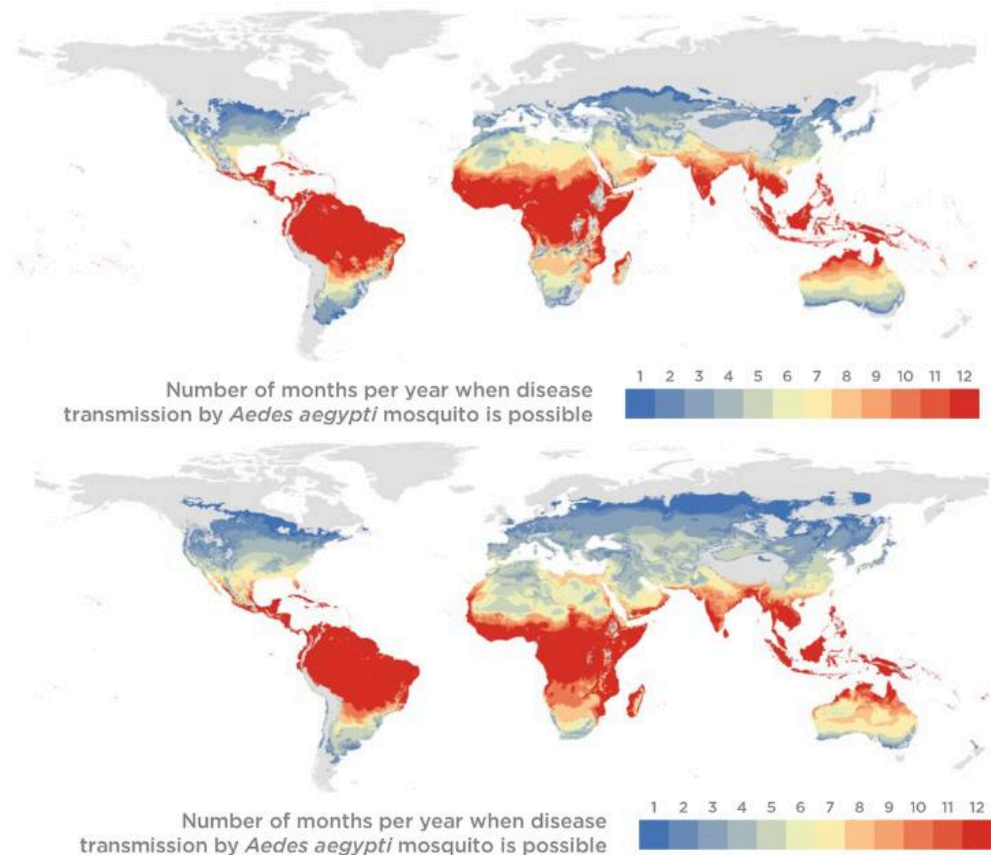 Number of months per year when disease
transmission by Aedes aegypti mosquito is possible
1 2 3 4 5 6 7 8 9 10 11 12
Number of months per year when disease
transmission by Aedes aegypti mosquito is possible
1 2 3 4 5 6 7 8 9 10 11 12